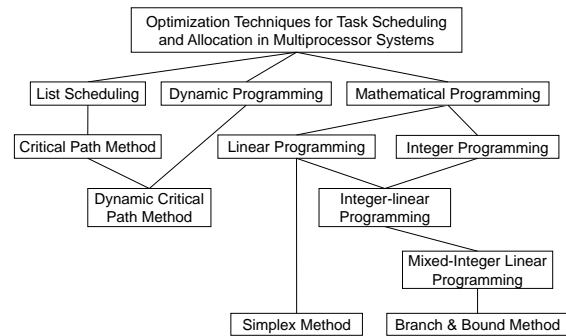 Optimization Techniques for Task Scheduling
and Allocation in Multiprocessor Systems
List Scheduling
Dynamic Programming
Mathematical Programming
Critical Path Method
Linear Programming
Integer Programming
Dynamic Critical
Path Method
Integer-linear
Programming
Mixed-Integer Linear
Programming
Simplex Method
Branch & Bound Method